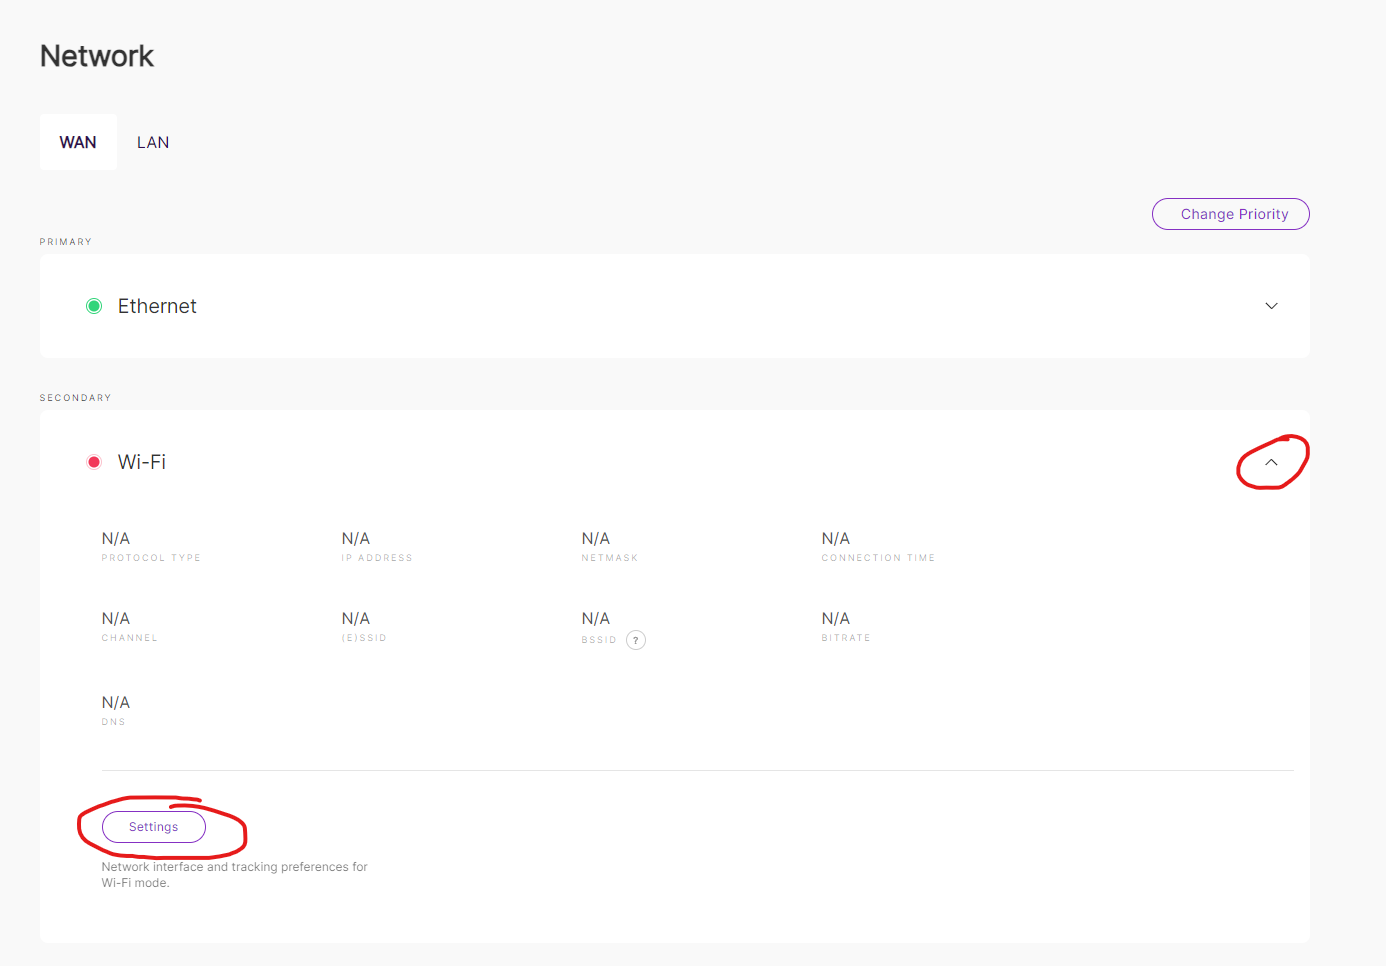 Network
WAN
LAN
Change Priority
PRIMARY
Ethernet
SECONDARY
Wi-Fi
N/A
PROTOCOL TYPE
N/A
IP ADDRESS
N/A
NETMASK
N/A
CONNECTION TIME
N/A
CHANNEL
N/A
(E)SSID
N/A
BSSID ?
N/A
BITRATE
N/A
DNS
Settings
Network interface and tracking preferences for
Wi-Fi mode.